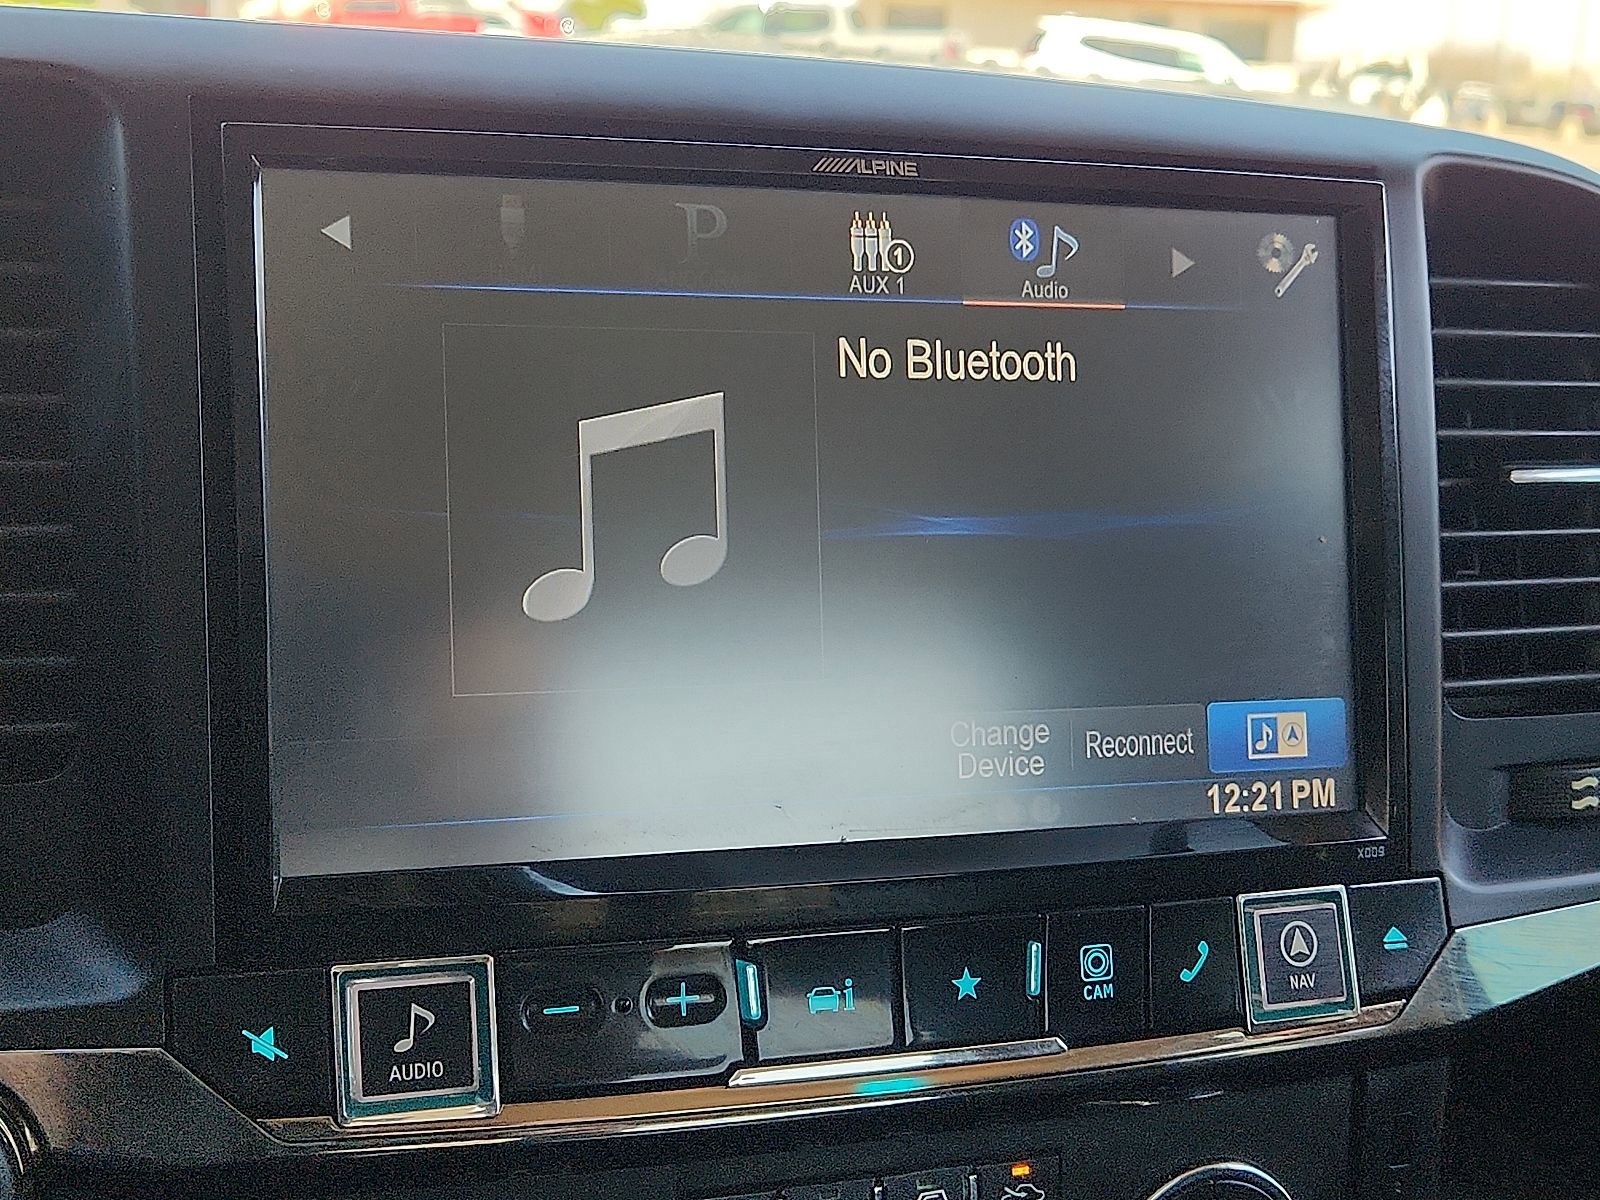 ALPINE
AUX 1
Audio
No Bluetooth
Change
Device
Reconnect
12:21 PM
X009
AUDIO
CAM
NAV